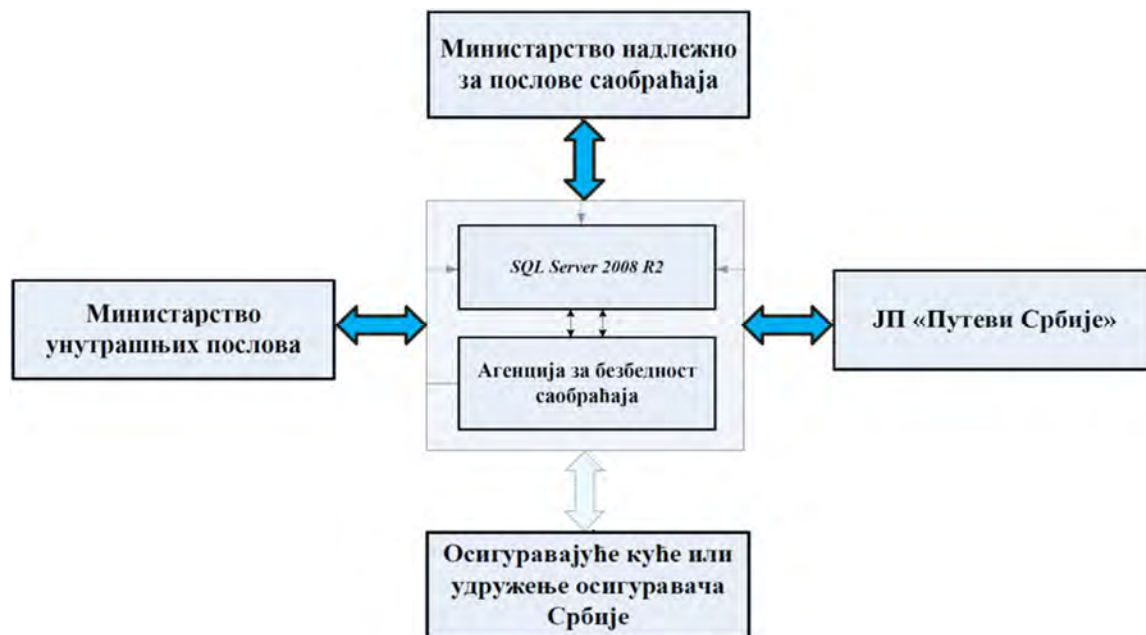 Министарство надлежно
за послове саобраћаја
SQL Server 2008 R2
Министарство
унутрашњих послова
ЈП «Путеви Србије»
Агенција за безбедност
саобраћаја
Осигуравајуће куће или
удружење осигуравача
Србије